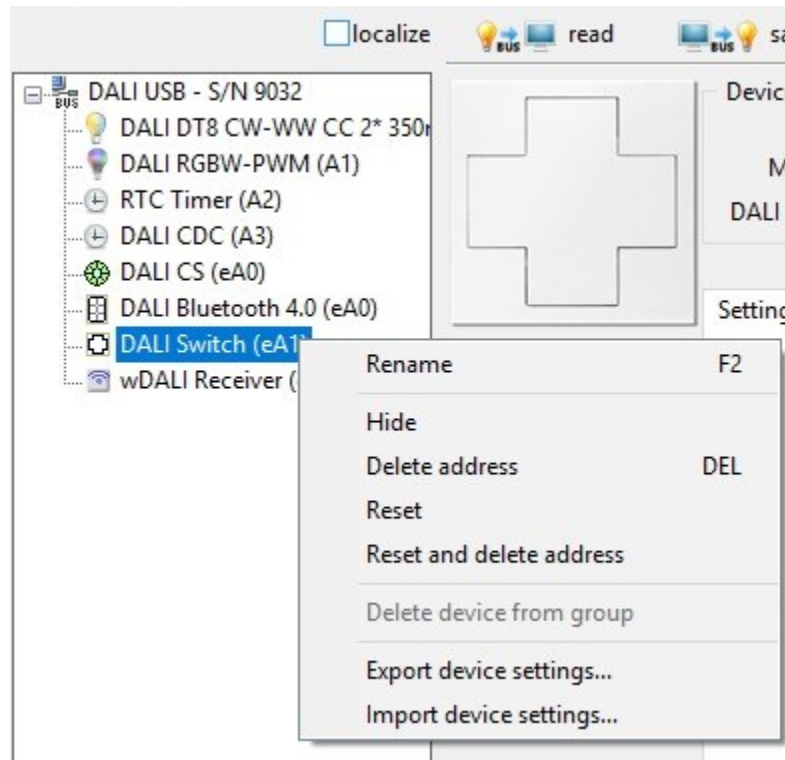 localize
read
DALI USB - S/N 9032
DALI DT8 CW-WW CC 2* 350
DALI RGBW-PWM (A1)
RTC Timer (A2)
DALI CDC (A3)
DALI CS (eA0)
DALI Bluetooth 4.0 (eA0)
DALI Switch (eA1)
wDALI Receiver (
DALI
Rename F2
Hide
Delete address DEL
Reset
Reset and delete address
Delete device from group
Export device settings...
Import device settings...